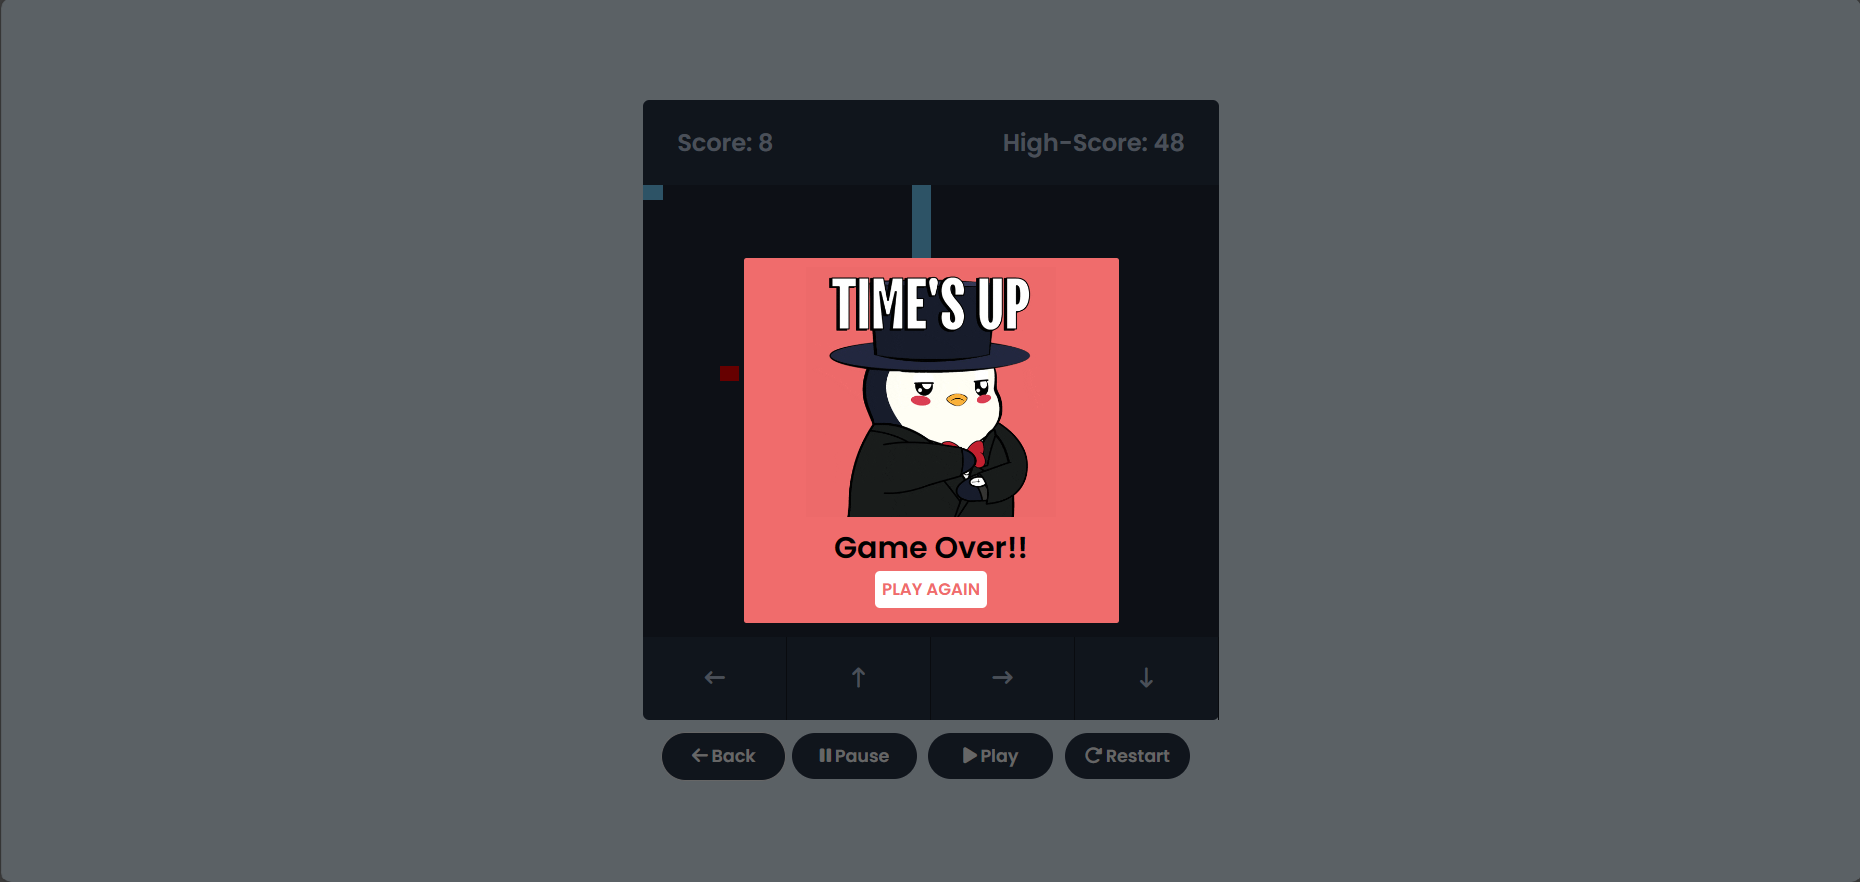 Score: 8
High-Score: 48
TIME'S UP
Game Over!!
PLAY AGAIN
← ↑ → ↓
Back Pause Play Restart